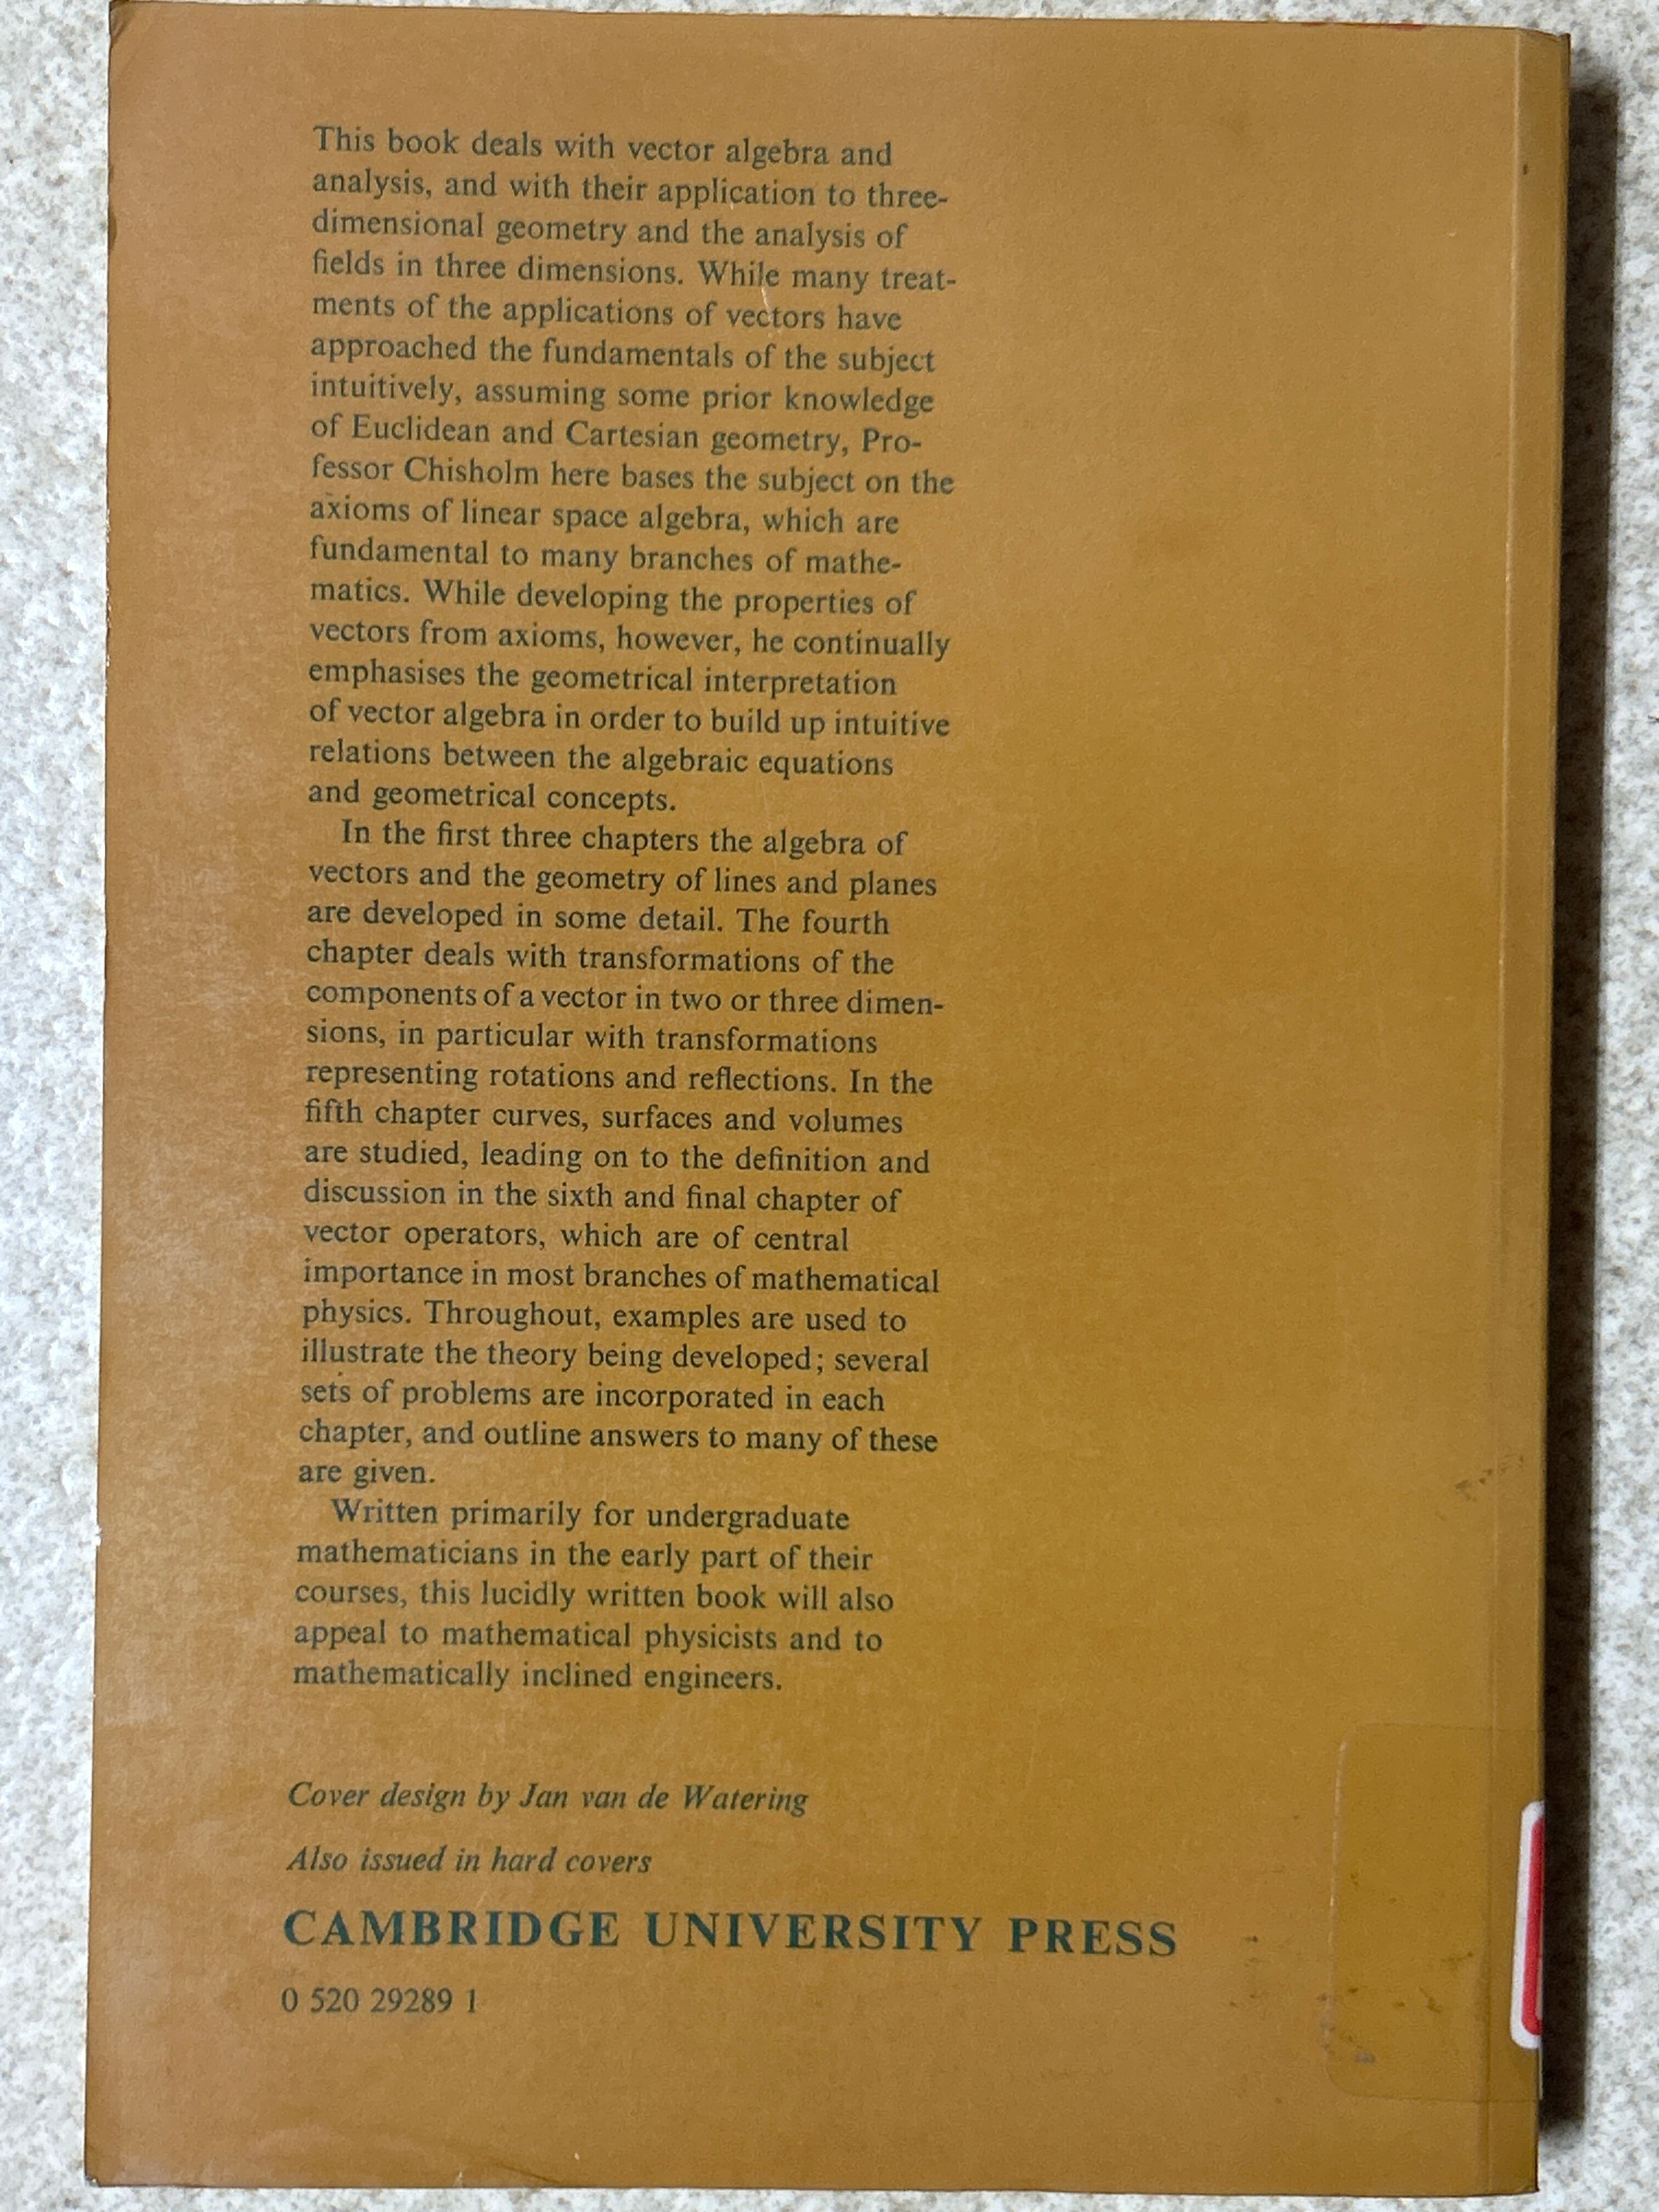 This book deals with vector algebra and
analysis, and with their application to three-
dimensional geometry and the analysis of
fields in three dimensions. While many treat-
ments of the applications of vectors have
approached the fundamentals of the subject
intuitively, assuming some prior knowledge
of Euclidean and Cartesian geometry, Pro-
fessor Chisholm here bases the subject on the
axioms of linear space algebra, which are
fundamental to many branches of mathe-
matics. While developing the properties of
vectors from axioms, however, he continually
emphasises the geometrical interpretation
of vector algebra in order to build up intuitive
relations between the algebraic equations
and geometrical concepts.
In the first three chapters the algebra of
vectors and the geometry of lines and planes
are developed in some detail. The fourth
chapter deals with transformations of the
components of a vector in two or three dimen-
sions, in particular with transformations
representing rotations and reflections. In the
fifth chapter curves, surfaces and volumes
are studied, leading on to the definition and
discussion in the sixth and final chapter of
vector operators, which are of central
importance in most branches of mathematical
physics. Throughout, examples are used to
illustrate the theory being developed; several
sets of problems are incorporated in each
chapter, and outline answers to many of these
are given.
Written primarily for undergraduate
mathematicians in the early part of their
courses, this lucidly written book will also
appeal to mathematical physicists and to
mathematically inclined engineers.
Cover design by Jan van de Watering
Also issued in hard covers
CAMBRIDGE UNIVERSITY PRESS
0 520 29289 1